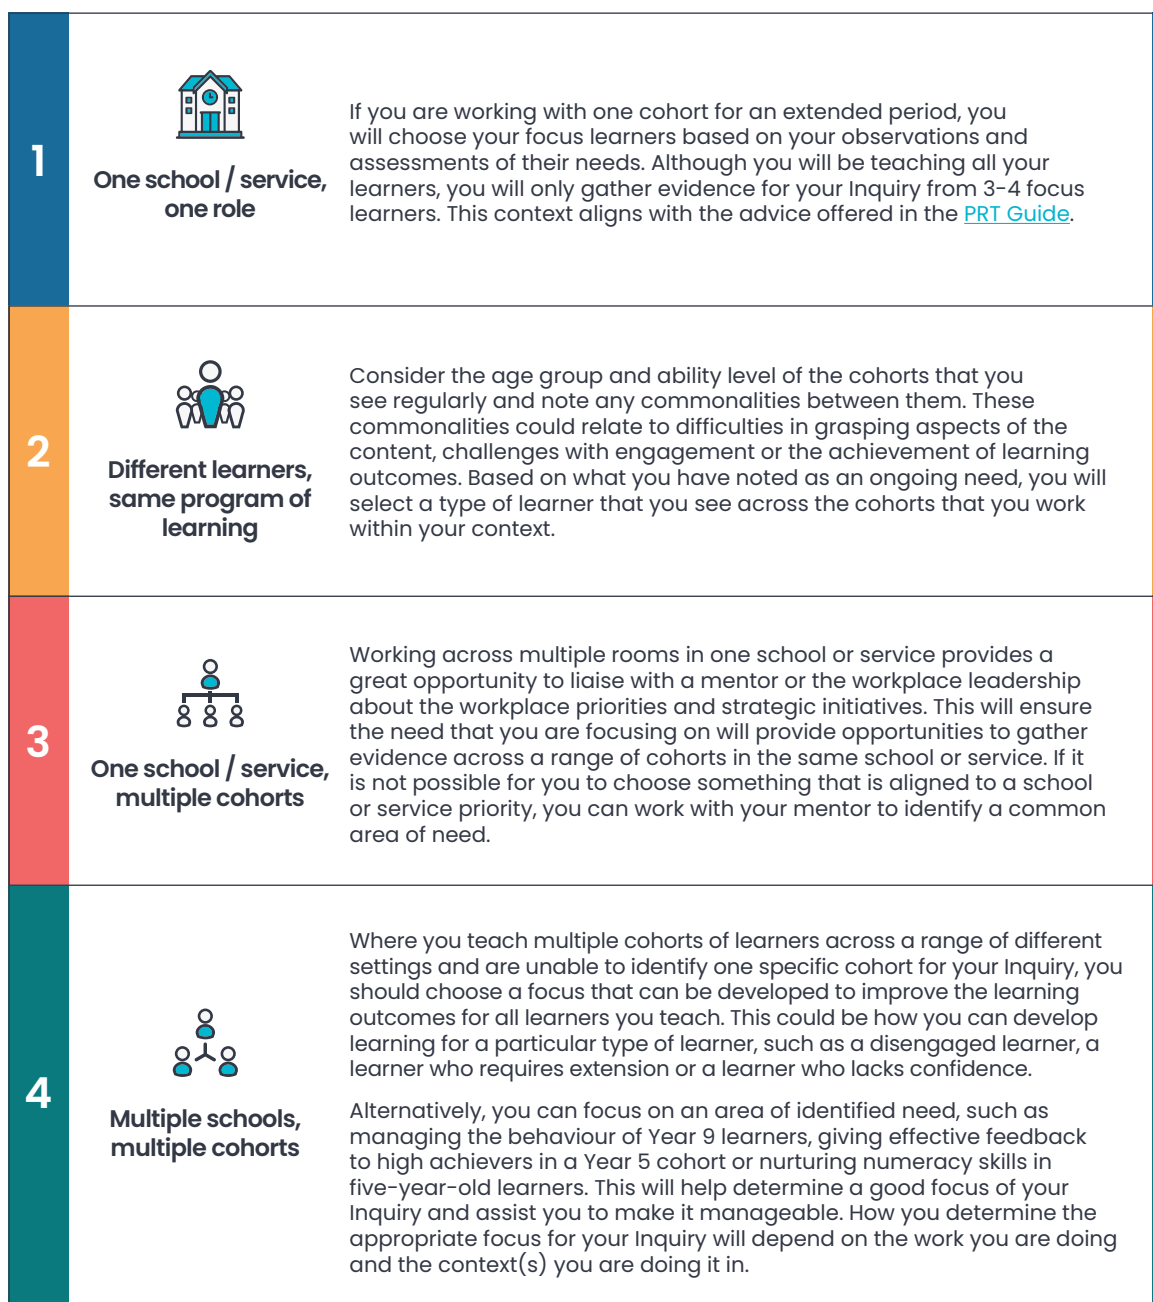 1
One school / service,
one role
If you are working with one cohort for an extended period, you
will choose your focus learners based on your observations and
assessments of their needs. Although you will be teaching all your
learners, you will only gather evidence for your Inquiry from 3-4 focus
learners. This context aligns with the advice offered in the PRT Guide.
2
Different learners,
same program of
learning
Consider the age group and ability level of the cohorts that you
see regularly and note any commonalities between them. These
commonalities could relate to difficulties in grasping aspects of the
content, challenges with engagement or the achievement of learning
outcomes. Based on what you have noted as an ongoing need, you will
select a type of learner that you see across the cohorts that you work
within your context.
3
One school / service,
multiple cohorts
Working across multiple rooms in one school or service provides a
great opportunity to liaise with a mentor or the workplace leadership
about the workplace priorities and strategic initiatives. This will ensure
the need that you are focusing on will provide opportunities to gather
evidence across a range of cohorts in the same school or service. If it
is not possible for you to choose something that is aligned to a school
or service priority, you can work with your mentor to identify a common
area of need.
4
Multiple schools,
multiple cohorts
Where you teach multiple cohorts of learners across a range of different
settings and are unable to identify one specific cohort for your Inquiry, you
should choose a focus that can be developed to improve the learning
outcomes for all learners you teach. This could be how you can develop
learning for a particular type of learner, such as a disengaged learner, a
learner who requires extension or a learner who lacks confidence.
Alternatively, you can focus on an area of identified need, such as
managing the behaviour of Year 9 learners, giving effective feedback
to high achievers in a Year 5 cohort or nurturing numeracy skills in
five-year-old learners. This will help determine a good focus of your
Inquiry and assist you to make it manageable. How you determine the
appropriate focus for your Inquiry will depend on the work you are doing
and the context(s) you are doing it in.